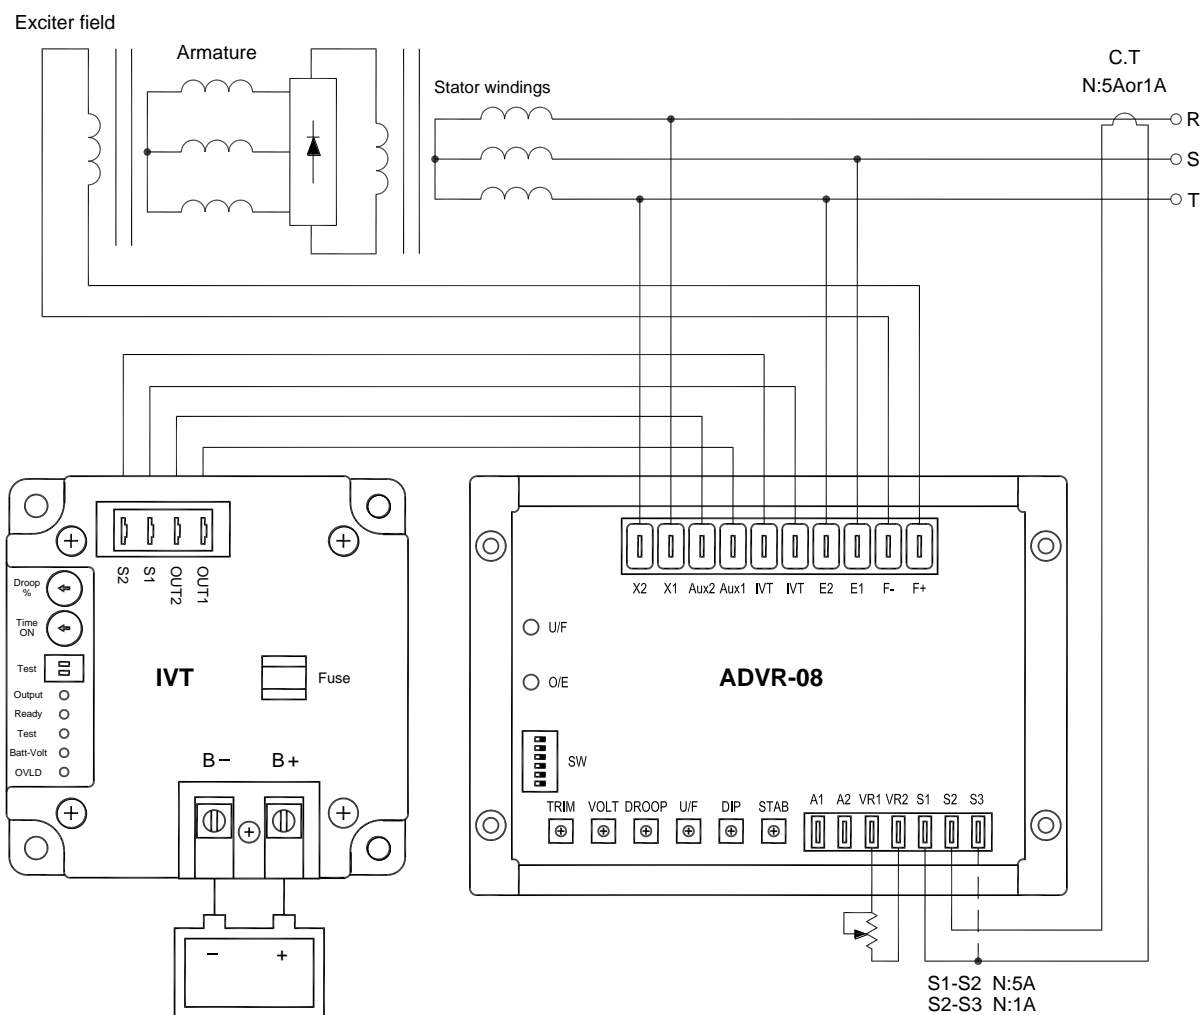 Exciter field
Armature
Stator windings
C.T
N:5Aor1A
R
S
T
S2
S1
OUT2
OUT1
Droop
%
Time
ON
Test
Output
Ready
Test
Batt-Volt
OVLD
IVT
Fuse
B− B+
− +
X2 X1 Aux2 Aux1 IVT IVT E2 E1 F- F+
U/F
O/E
ADVR-08
SW
TRIM VOLT DROOP U/F DIP STAB
A1 A2 VR1 VR2 S1 S2 S3
S1-S2 N:5A
S2-S3 N:1A